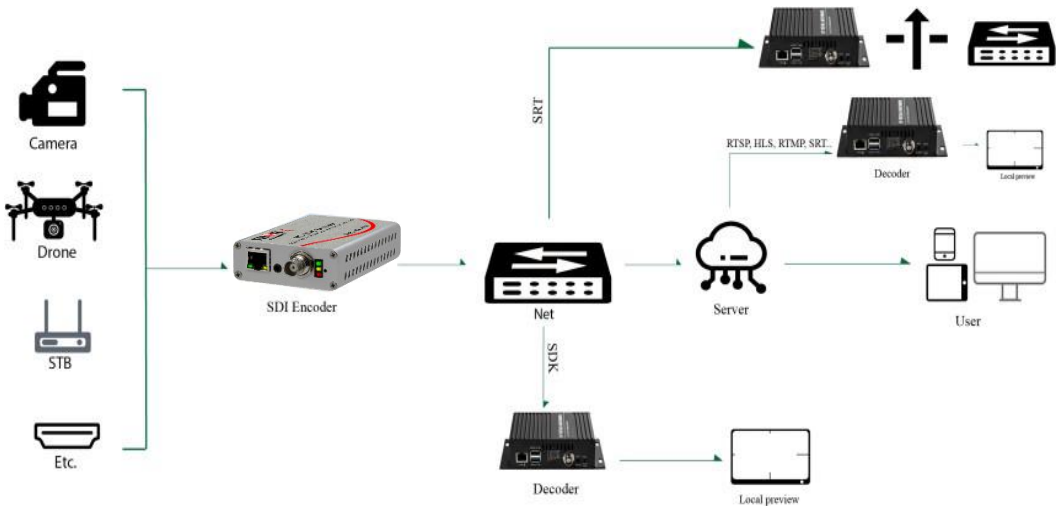 Camera
Drone
STB
Etc.
SDI Encoder
SRT
Net
SDK
Decoder
Local preview
Server
RTSP, HLS, RTMP, SRT...
Decoder
Local preview
User